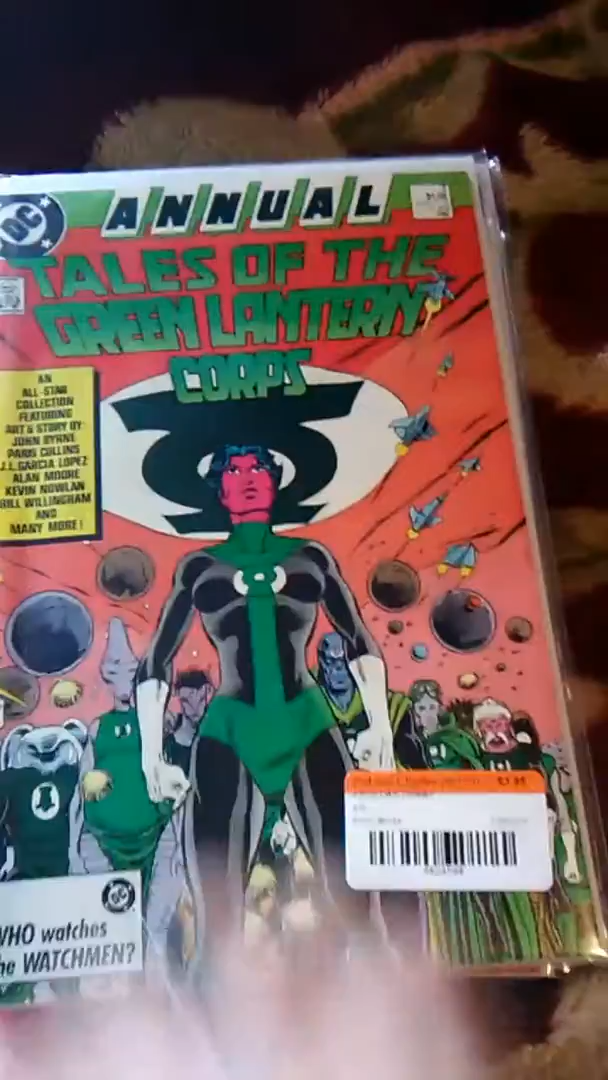 ANNUAL
DC
TALES OF THE
GREEN LANTERN
CORPS
AN
ALL-STAR
COLLECTION
FEATURING
ART & STORY BY:
JOHN BYRNE
PARIS CULLINS
J.L. GARCIA LOPEZ
ALAN MOORE
KEVIN NOWLAN
BILL WILLINGHAM
AND
MANY MORE!
DC
WHO watches
he WATCHMEN?